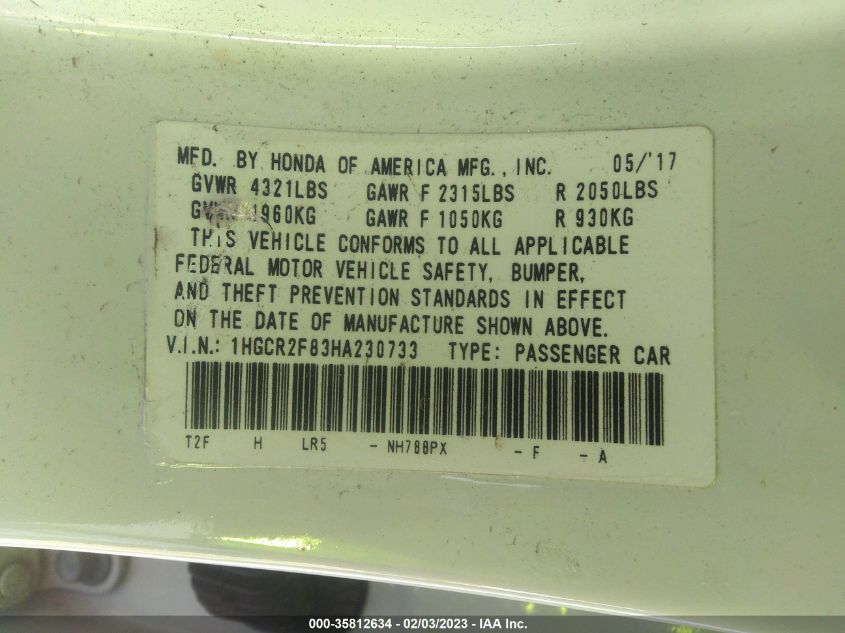 MFD. BY HONDA OF AMERICA MFG., INC. 05/'17
GVWR 4321LBS GAWR F 2315LBS R 2050LBS
GVWR 1960KG GAWR F 1050KG R 930KG
THIS VEHICLE CONFORMS TO ALL APPLICABLE
FEDERAL MOTOR VEHICLE SAFETY, BUMPER,
AND THEFT PREVENTION STANDARDS IN EFFECT
ON THE DATE OF MANUFACTURE SHOWN ABOVE.
V.I.N.: 1HGCR2F83HA230733 TYPE: PASSENGER CAR
T2F H LR5 - NH788PX - F - A
000-35812634 / 02/03/2023 - IAA Inc.